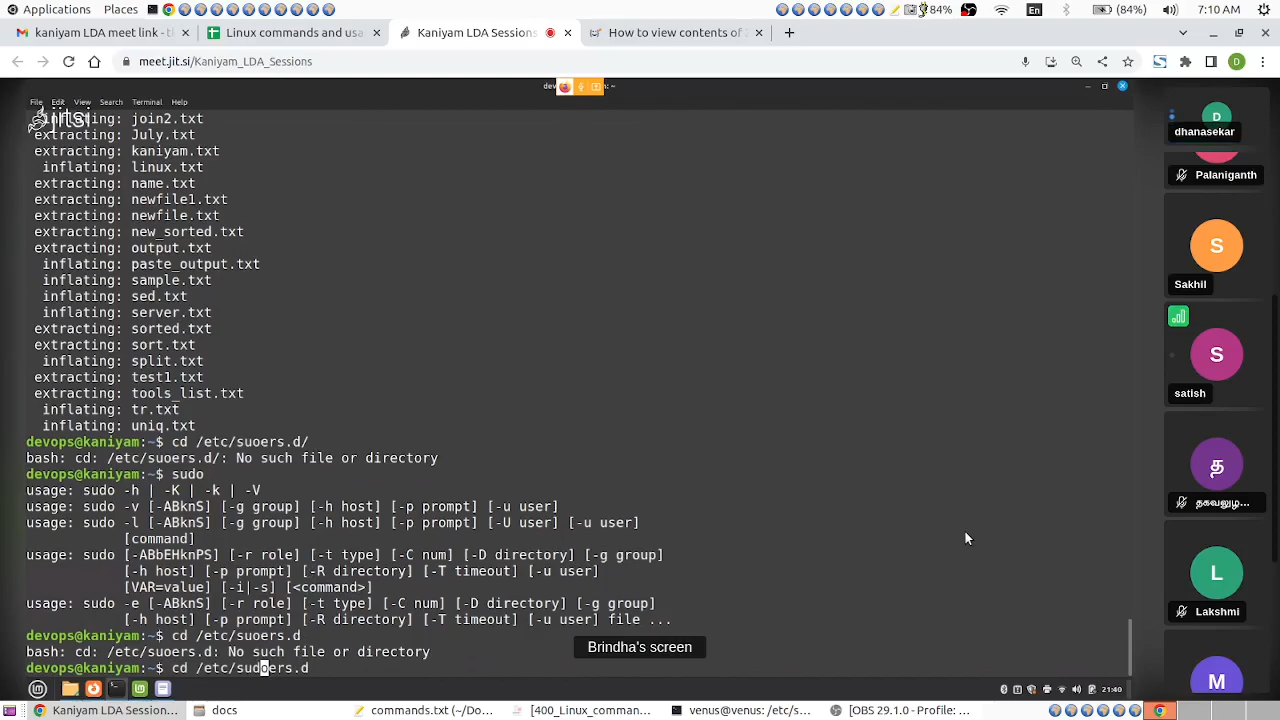 Applications Places 84% En (84%) 7:10 AM
kaniyam LDA meet link - t
Linux commands and usa
Kaniyam LDA Sessions
How to view contents of
meet.jit.si/Kaniyam_LDA_Sessions
D
File Edit View Search Terminal Help
jitsi
inflating: join2.txt
extracting: July.txt
extracting: kaniyam.txt
inflating: linux.txt
extracting: name.txt
extracting: newfile1.txt
extracting: newfile.txt
extracting: new_sorted.txt
extracting: output.txt
inflating: paste_output.txt
inflating: sample.txt
inflating: sed.txt
inflating: server.txt
extracting: sorted.txt
extracting: sort.txt
inflating: split.txt
extracting: test1.txt
extracting: tools_list.txt
inflating: tr.txt
inflating: uniq.txt
devops@kaniyam:~$ cd /etc/suoers.d/
bash: cd: /etc/suoers.d/: No such file or directory
devops@kaniyam:~$ sudo
usage: sudo -h | -K | -k | -V
usage: sudo -v [-ABknS] [-g group] [-h host] [-p prompt] [-u user]
usage: sudo -l [-ABknS] [-g group] [-h host] [-p prompt] [-U user] [-u user]
[command]
usage: sudo [-ABbEHknPS] [-r role] [-t type] [-C num] [-D directory] [-g group]
[-h host] [-p prompt] [-R directory] [-T timeout] [-u user]
[VAR=value] [-i|-s] [<command>]
usage: sudo -e [-ABknS] [-r role] [-t type] [-C num] [-D directory] [-g group]
[-h host] [-p prompt] [-R directory] [-T timeout] [-u user] file ...
devops@kaniyam:~$ cd /etc/suoers.d
bash: cd: /etc/suoers.d: No such file or directory
devops@kaniyam:~$ cd /etc/sudoers.d
Brindha's screen
21:40
D
dhanasekar
Palaniganth
S
Sakhil
S
satish
த
தகவலுழ...
L
Lakshmi
M
Kaniyam LDA Sessions...
docs
commands.txt (~/Do...
[400_Linux_comman...
venus@venus: /etc/s...
[OBS 29.1.0 - Profile: ...